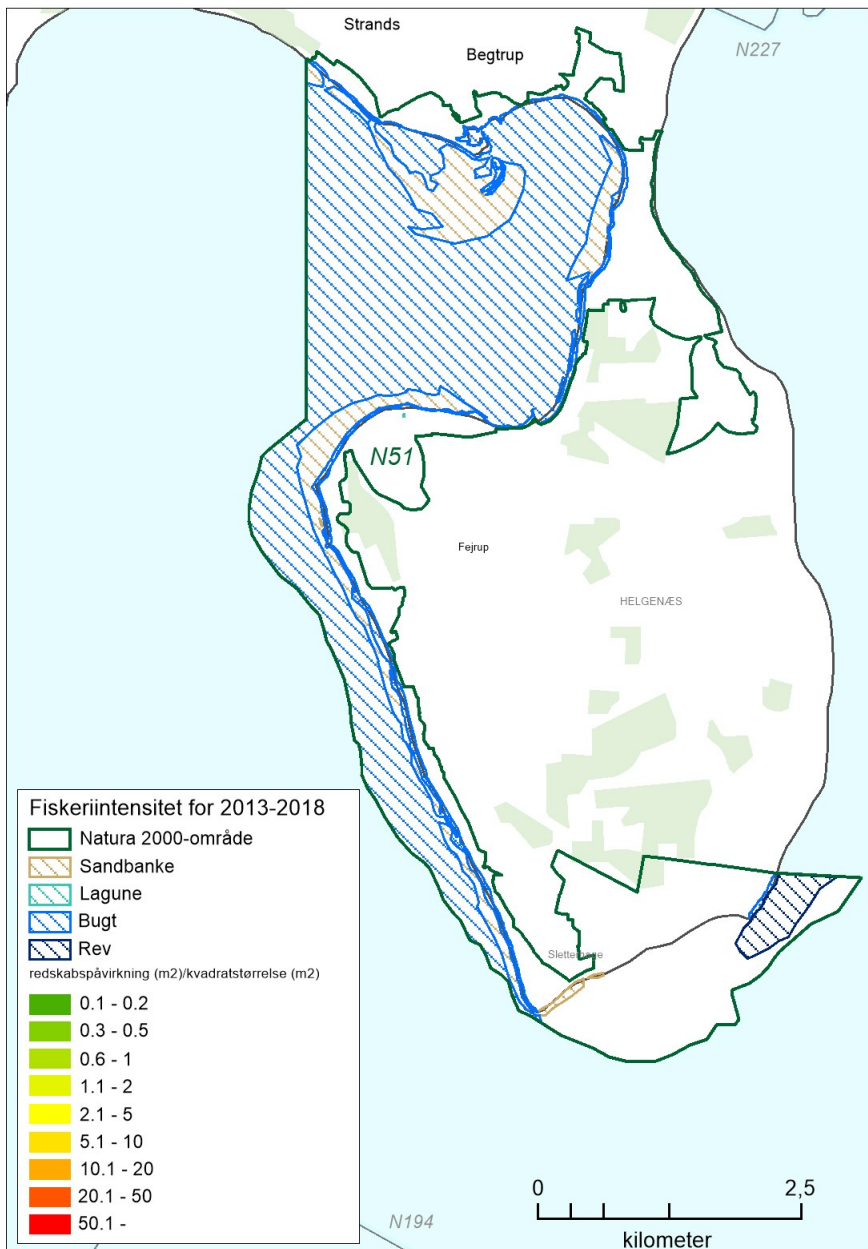 Strands
Begtrup
N227
N51
Fejrup
HELGENÆS
Slettehage
Fiskeriintensitet for 2013-2018
Natura 2000-område
Sandbanke
Lagune
Bugt
Rev
redskabspåvirkning (m2)/kvadratstørrelse (m2)
0.1 - 0.2
0.3 - 0.5
0.6 - 1
1.1 - 2
2.1 - 5
5.1 - 10
10.1 - 20
20.1 - 50
50.1 -
0 2,5
kilometer
N194